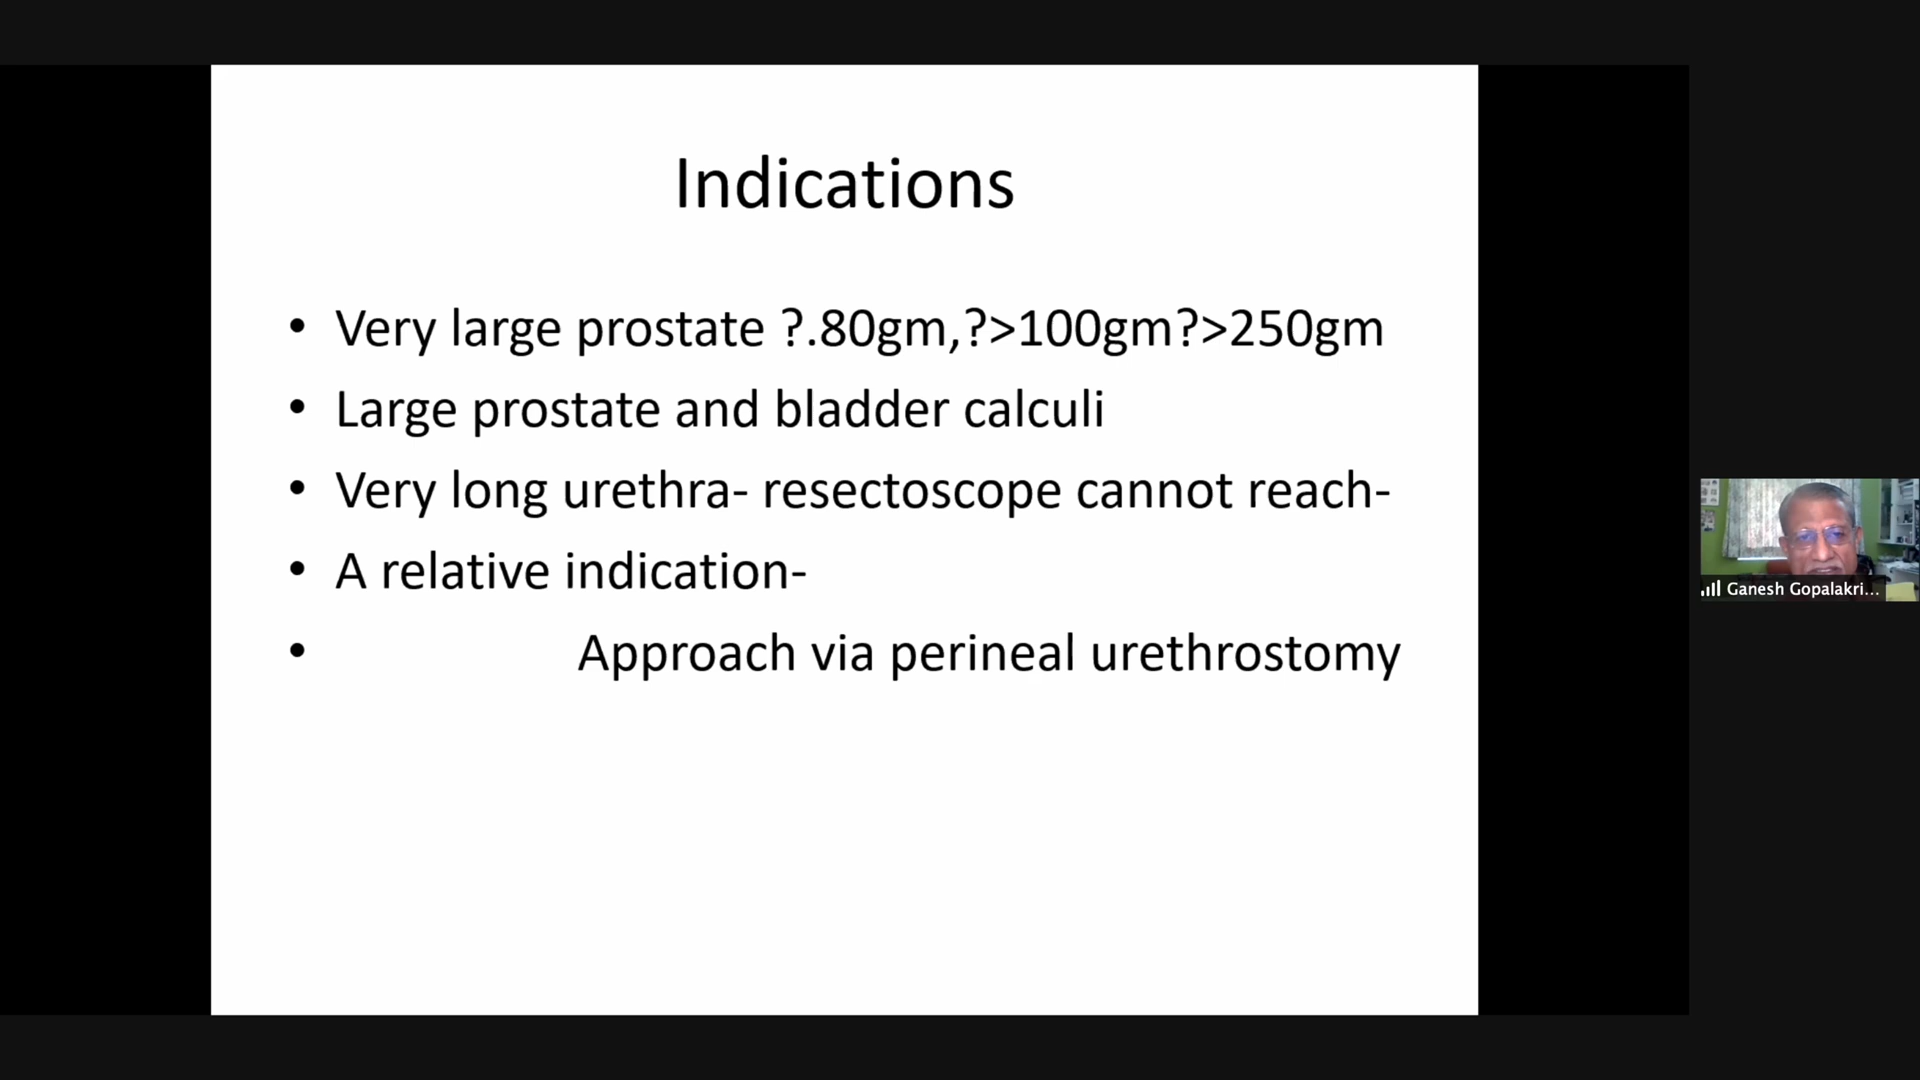 Indications
• Very large prostate ?.80gm,?>100gm?>250gm
• Large prostate and bladder calculi
• Very long urethra- resectoscope cannot reach-
• A relative indication-
• Approach via perineal urethrostomy
Ganesh Gopalakri...